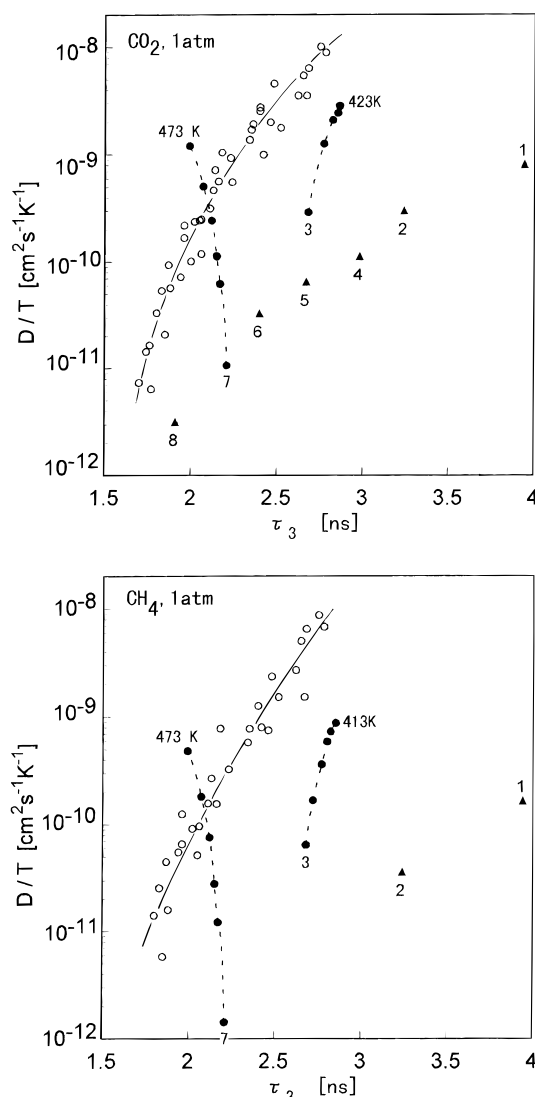 CO₂, 1atm
10⁻⁸
473 K
423K
1
10⁻⁹
3
2
10⁻¹⁰
4
5
6
10⁻¹¹
7
8
10⁻¹²
D/T [cm²s⁻¹K⁻¹]
1.5 2 2.5 3 3.5 4
τ₃ [ns]
CH₄, 1atm
10⁻⁸
473 K
413K
10⁻⁹
1
10⁻¹⁰
3
2
10⁻¹¹
10⁻¹²
7
D/T [cm²s⁻¹K⁻¹]
1.5 2 2.5 3 3.5 4
τ₃ [ns]